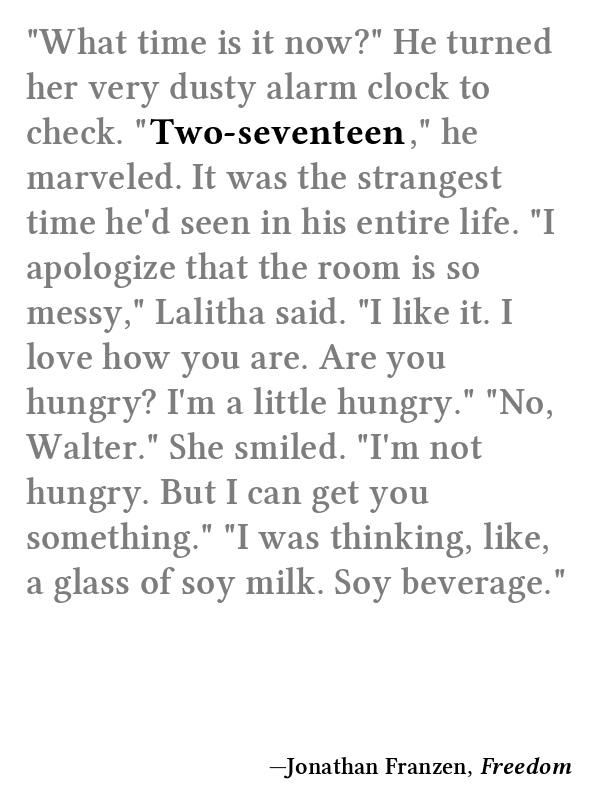 "What time is it now?" He turned
her very dusty alarm clock to
check. "Two-seventeen," he
marveled. It was the strangest
time he'd seen in his entire life. "I
apologize that the room is so
messy," Lalitha said. "I like it. I
love how you are. Are you
hungry? I'm a little hungry." "No,
Walter." She smiled. "I'm not
hungry. But I can get you
something." "I was thinking, like,
a glass of soy milk. Soy beverage."
—Jonathan Franzen, Freedom